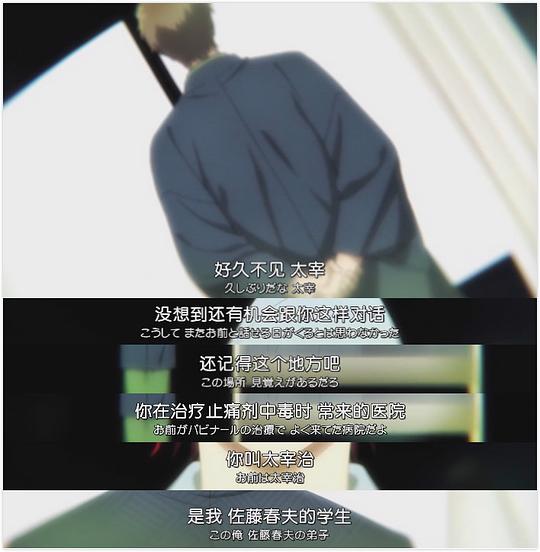 好久不见 太宰
久しぶりだな 太宰
没想到还有机会跟你这样对话
こうして またお前と話せる日がくるとは思わなかった
还记得这个地方吧
この場所 見覚えがあるだろ
你在治疗止痛剂中毒时 常来的医院
お前がパビナールの治療で よく来てた病院だよ
你叫太宰治
お前は太宰治
是我 佐藤春夫的学生
この俺 佐藤春夫の弟子